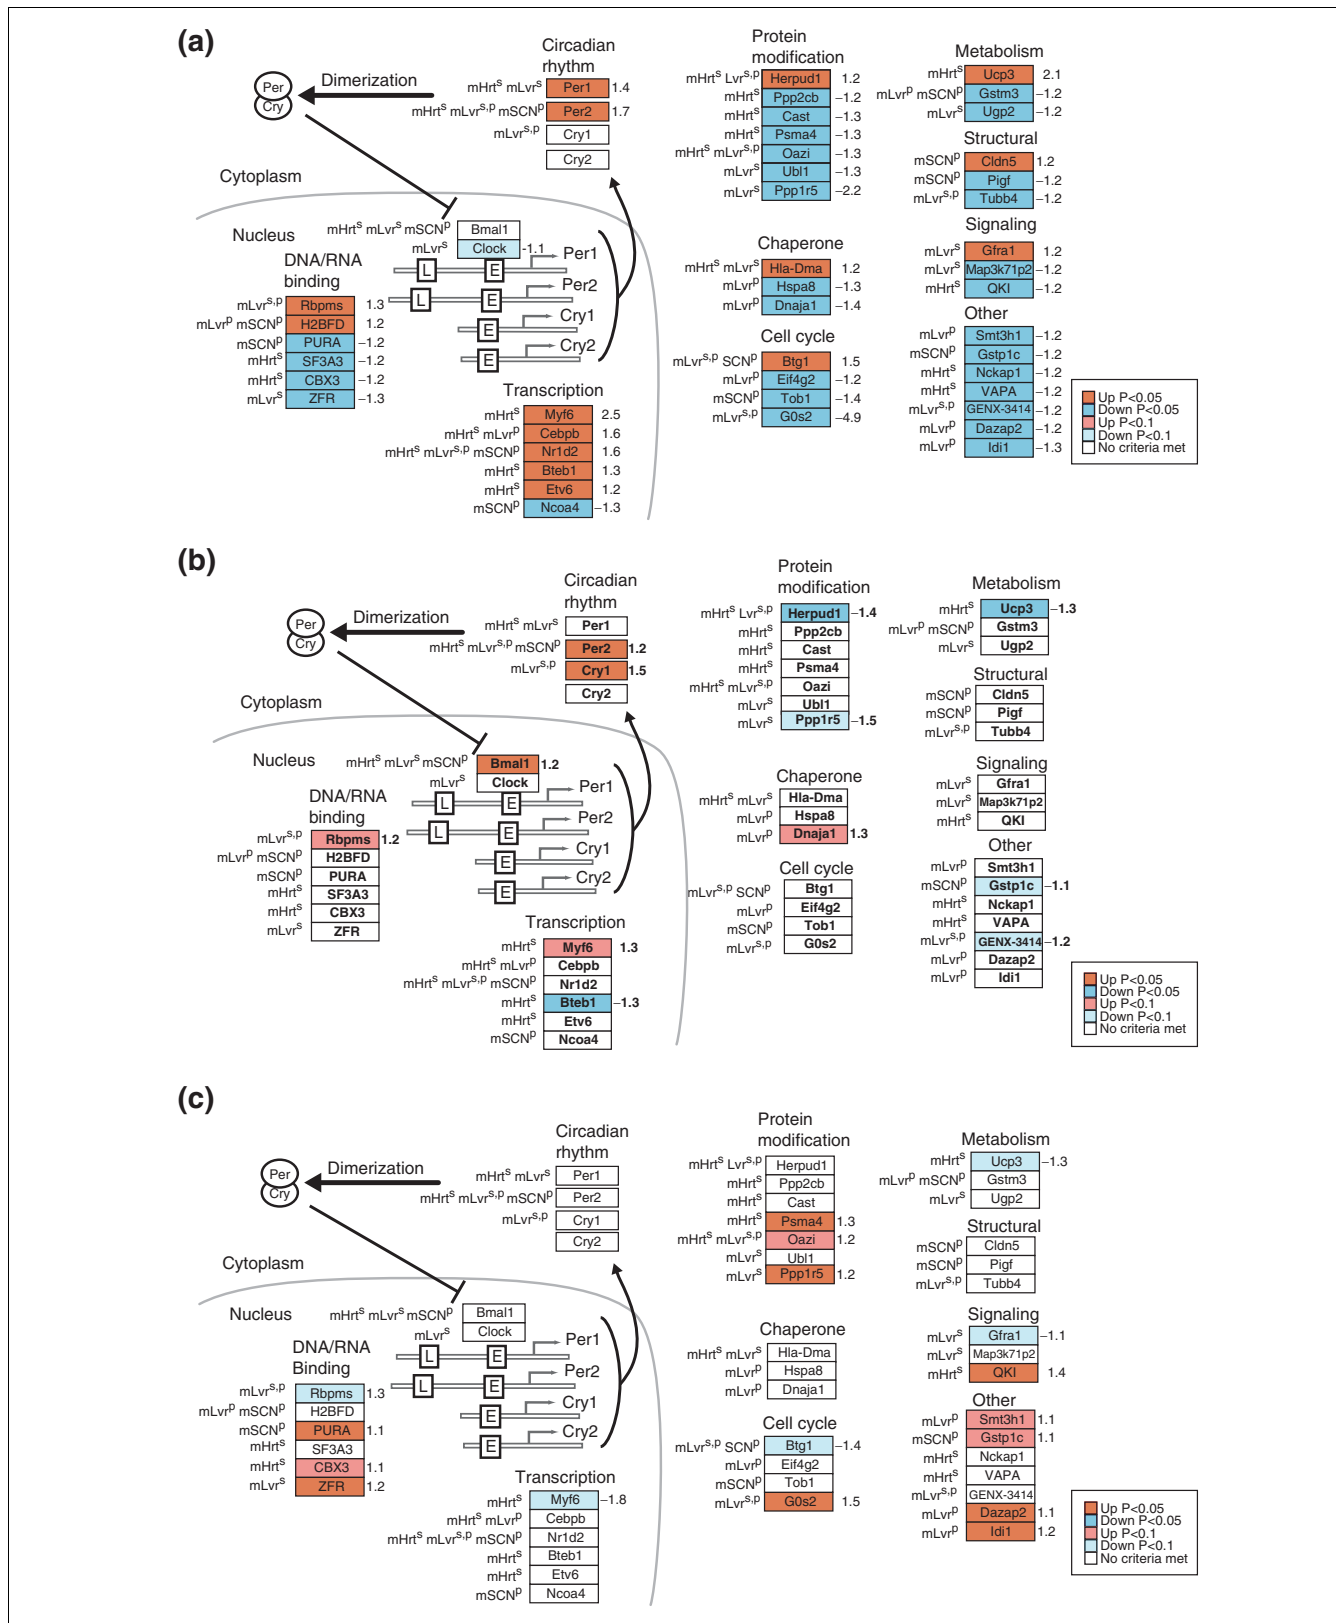 (a)
Circadian
rhythm
Per
Cry
Dimerization
mHrt^s mLvr^s Per1 1.4
mHrt^s mLvr^s,p mSCN^p Per2 1.7
mLvr^s,p Cry1
Cry2
Cytoplasm
Nucleus
mHrt^s mLvr^s mSCN^p Bmal1
mLvr^s Clock -1.1
L E Per1
L E Per2
E Cry1
E Cry2
DNA/RNA
binding
mLvr^s,p Rbpms 1.3
mLvr^p mSCN^p H2BFD 1.2
mSCN^p PURA -1.2
mHrt^s SF3A3 -1.2
mHrt^s CBX3 -1.2
mLvr^s ZFR -1.3
Transcription
mHrt^s Myf6 2.5
mHrt^s mLvr^p Cebpb 1.6
mHrt^s mLvr^s,p mSCN^p Nr1d2 1.6
mHrt^s Bteb1 1.3
mHrt^s Etv6 1.2
mSCN^p Ncoa4 -1.3
Protein
modification
mHrt^s Lvr^s,p Herpud1 1.2
mHrt^s Ppp2cb -1.2
mHrt^s Cast -1.3
mHrt^s Psma4 -1.3
mHrt^s mLvr^s,p Oazi -1.3
mLvr^s Ubl1 -1.3
mLvr^s Ppp1r5 -2.2
Chaperone
mHrt^s mLvr^s Hla-Dma 1.2
mLvr^p Hspa8 -1.3
mLvr^p Dnaja1 -1.4
Cell cycle
mLvr^s,p SCN^p Btg1 1.5
mLvr^p Eif4g2 -1.2
mSCN^p Tob1 -1.4
mLvr^s,p G0s2 -4.9
Metabolism
mHrt^s Ucp3 2.1
mLvr^p mSCN^p Gstm3 -1.2
mLvr^s Ugp2 -1.2
Structural
mSCN^p Cldn5 1.2
mSCN^p Pigf -1.2
mLvr^s,p Tubb4 -1.2
Signaling
mLvr^s Gfra1 1.2
mLvr^s Map3k71p2 -1.2
mHrt^s QKI -1.2
Other
mLvr^p Smt3h1 -1.2
mSCN^p Gstp1c -1.2
mHrt^s Nckap1 -1.2
mHrt^s VAPA -1.2
mLvr^s,p GENX-3414 -1.2
mLvr^p Dazap2 -1.2
mLvr^p Idi1 -1.3
Up P<0.05
Down P<0.05
Up P<0.1
Down P<0.1
No criteria met
(b)
Circadian
rhythm
Per
Cry
Dimerization
mHrt^s mLvr^s Per1
mHrt^s mLvr^s,p mSCN^p Per2 1.2
mLvr^s,p Cry1 1.5
Cry2
Cytoplasm
Nucleus
mHrt^s mLvr^s mSCN^p Bmal1 1.2
mLvr^s Clock
L E Per1
L E Per2
E Cry1
E Cry2
DNA/RNA
binding
mLvr^s,p Rbpms 1.2
mLvr^p mSCN^p H2BFD
mSCN^p PURA
mHrt^s SF3A3
mHrt^s CBX3
mLvr^s ZFR
Transcription
mHrt^s Myf6 1.3
mHrt^s mLvr^p Cebpb
mHrt^s mLvr^s,p mSCN^p Nr1d2
mHrt^s Bteb1 -1.3
mHrt^s Etv6
mSCN^p Ncoa4
Protein
modification
mHrt^s Lvr^s,p Herpud1 -1.4
mHrt^s Ppp2cb
mHrt^s Cast
mHrt^s Psma4
mHrt^s mLvr^s,p Oazi
mLvr^s Ubl1
mLvr^s Ppp1r5 -1.5
Chaperone
mHrt^s mLvr^s Hla-Dma
mLvr^p Hspa8
mLvr^p Dnaja1 1.3
Cell cycle
mLvr^s,p SCN^p Btg1
mLvr^p Eif4g2
mSCN^p Tob1
mLvr^s,p G0s2
Metabolism
mHrt^s Ucp3 -1.3
mLvr^p mSCN^p Gstm3
mLvr^s Ugp2
Structural
mSCN^p Cldn5
mSCN^p Pigf
mLvr^s,p Tubb4
Signaling
mLvr^s Gfra1
mLvr^s Map3k71p2
mHrt^s QKI
Other
mLvr^p Smt3h1
mSCN^p Gstp1c -1.1
mHrt^s Nckap1
mHrt^s VAPA
mLvr^s,p GENX-3414 -1.2
mLvr^p Dazap2
mLvr^p Idi1
Up P<0.05
Down P<0.05
Up P<0.1
Down P<0.1
No criteria met
(c)
Circadian
rhythm
Per
Cry
Dimerization
mHrt^s mLvr^s Per1
mHrt^s mLvr^s,p mSCN^p Per2
mLvr^s,p Cry1
Cry2
Cytoplasm
Nucleus
mHrt^s mLvr^s mSCN^p Bmal1
mLvr^s Clock
L E Per1
L E Per2
E Cry1
E Cry2
DNA/RNA
Binding
mLvr^s,p Rbpms 1.3
mLvr^p mSCN^p H2BFD
mSCN^p PURA 1.1
mHrt^s SF3A3
mHrt^s CBX3 1.1
mLvr^s ZFR 1.2
Transcription
mHrt^s Myf6 -1.8
mHrt^s mLvr^p Cebpb
mHrt^s mLvr^s,p mSCN^p Nr1d2
mHrt^s Bteb1
mHrt^s Etv6
mSCN^p Ncoa4
Protein
modification
mHrt^s Lvr^s,p Herpud1
mHrt^s Ppp2cb
mHrt^s Cast
mHrt^s Psma4 1.3
mHrt^s mLvr^s,p Oazi 1.2
mLvr^s Ubl1
mLvr^s Ppp1r5 1.2
Chaperone
mHrt^s mLvr^s Hla-Dma
mLvr^p Hspa8
mLvr^p Dnaja1
Cell cycle
mLvr^s,p SCN^p Btg1 -1.4
mLvr^p Eif4g2
mSCN^p Tob1
mLvr^s,p G0s2 1.5
Metabolism
mHrt^s Ucp3 -1.3
mLvr^p mSCN^p Gstm3
mLvr^s Ugp2
Structural
mSCN^p Cldn5
mSCN^p Pigf
mLvr^s,p Tubb4
Signaling
mLvr^s Gfra1 -1.1
mLvr^s Map3k71p2
mHrt^s QKI 1.4
Other
mLvr^p Smt3h1 1.1
mSCN^p Gstp1c 1.1
mHrt^s Nckap1
mHrt^s VAPA
mLvr^s,p GENX-3414
mLvr^p Dazap2 1.1
mLvr^p Idi1 1.2
Up P<0.05
Down P<0.05
Up P<0.1
Down P<0.1
No criteria met